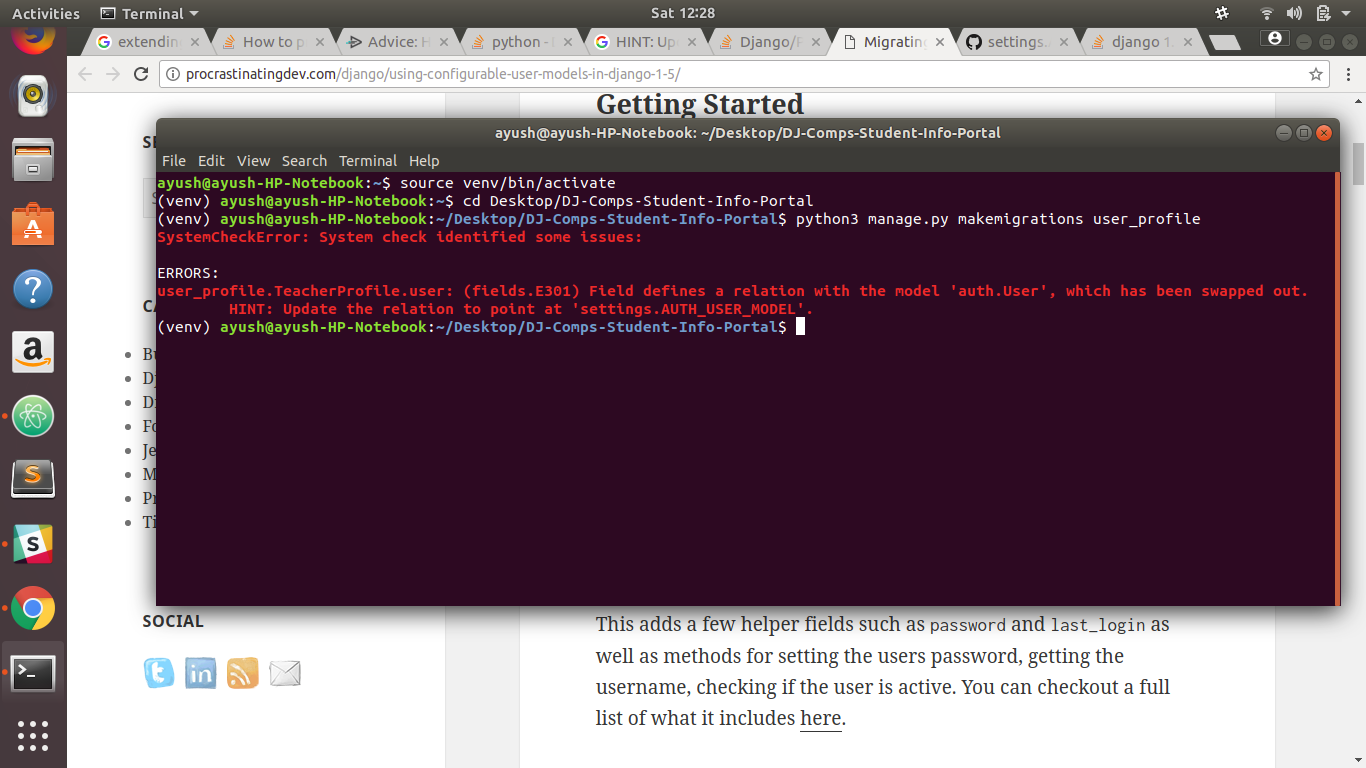 Activities Terminal Sat 12:28
extending How to p Advice: H python - HINT: Up Django/ Migrating settings. django 1.
procrastinatingdev.com/django/using-configurable-user-models-in-django-1-5/
Getting Started
ayush@ayush-HP-Notebook: ~/Desktop/DJ-Comps-Student-Info-Portal
File Edit View Search Terminal Help
ayush@ayush-HP-Notebook:~$ source venv/bin/activate
(venv) ayush@ayush-HP-Notebook:~$ cd Desktop/DJ-Comps-Student-Info-Portal
(venv) ayush@ayush-HP-Notebook:~/Desktop/DJ-Comps-Student-Info-Portal$ python3 manage.py makemigrations user_profile
SystemCheckError: System check identified some issues:
ERRORS:
user_profile.TeacherProfile.user: (fields.E301) Field defines a relation with the model 'auth.User', which has been swapped out.
HINT: Update the relation to point at 'settings.AUTH_USER_MODEL'.
(venv) ayush@ayush-HP-Notebook:~/Desktop/DJ-Comps-Student-Info-Portal$
SOCIAL
This adds a few helper fields such as password and last_login as
well as methods for setting the users password, getting the
username, checking if the user is active. You can checkout a full
list of what it includes here.